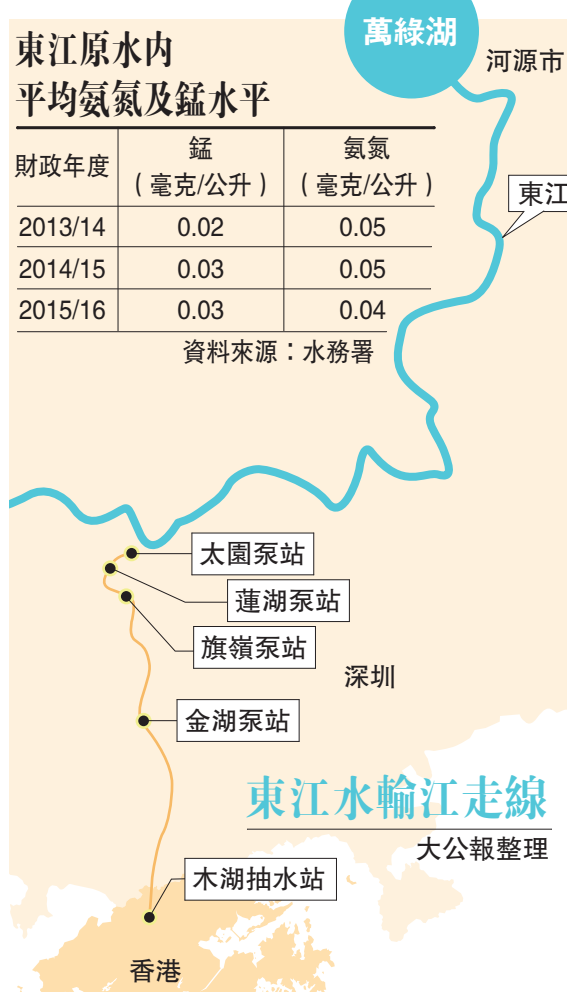 東江原水內
平均氨氮及錳水平
財政年度 錳（毫克/公升） 氨氮（毫克/公升）
2013/14 0.02 0.05
2014/15 0.03 0.05
2015/16 0.03 0.04
資料來源：水務署
萬綠湖
河源市
東江
太園泵站
蓮湖泵站
旗嶺泵站
深圳
金湖泵站
東江水輸江走線
大公報整理
木湖抽水站
香港